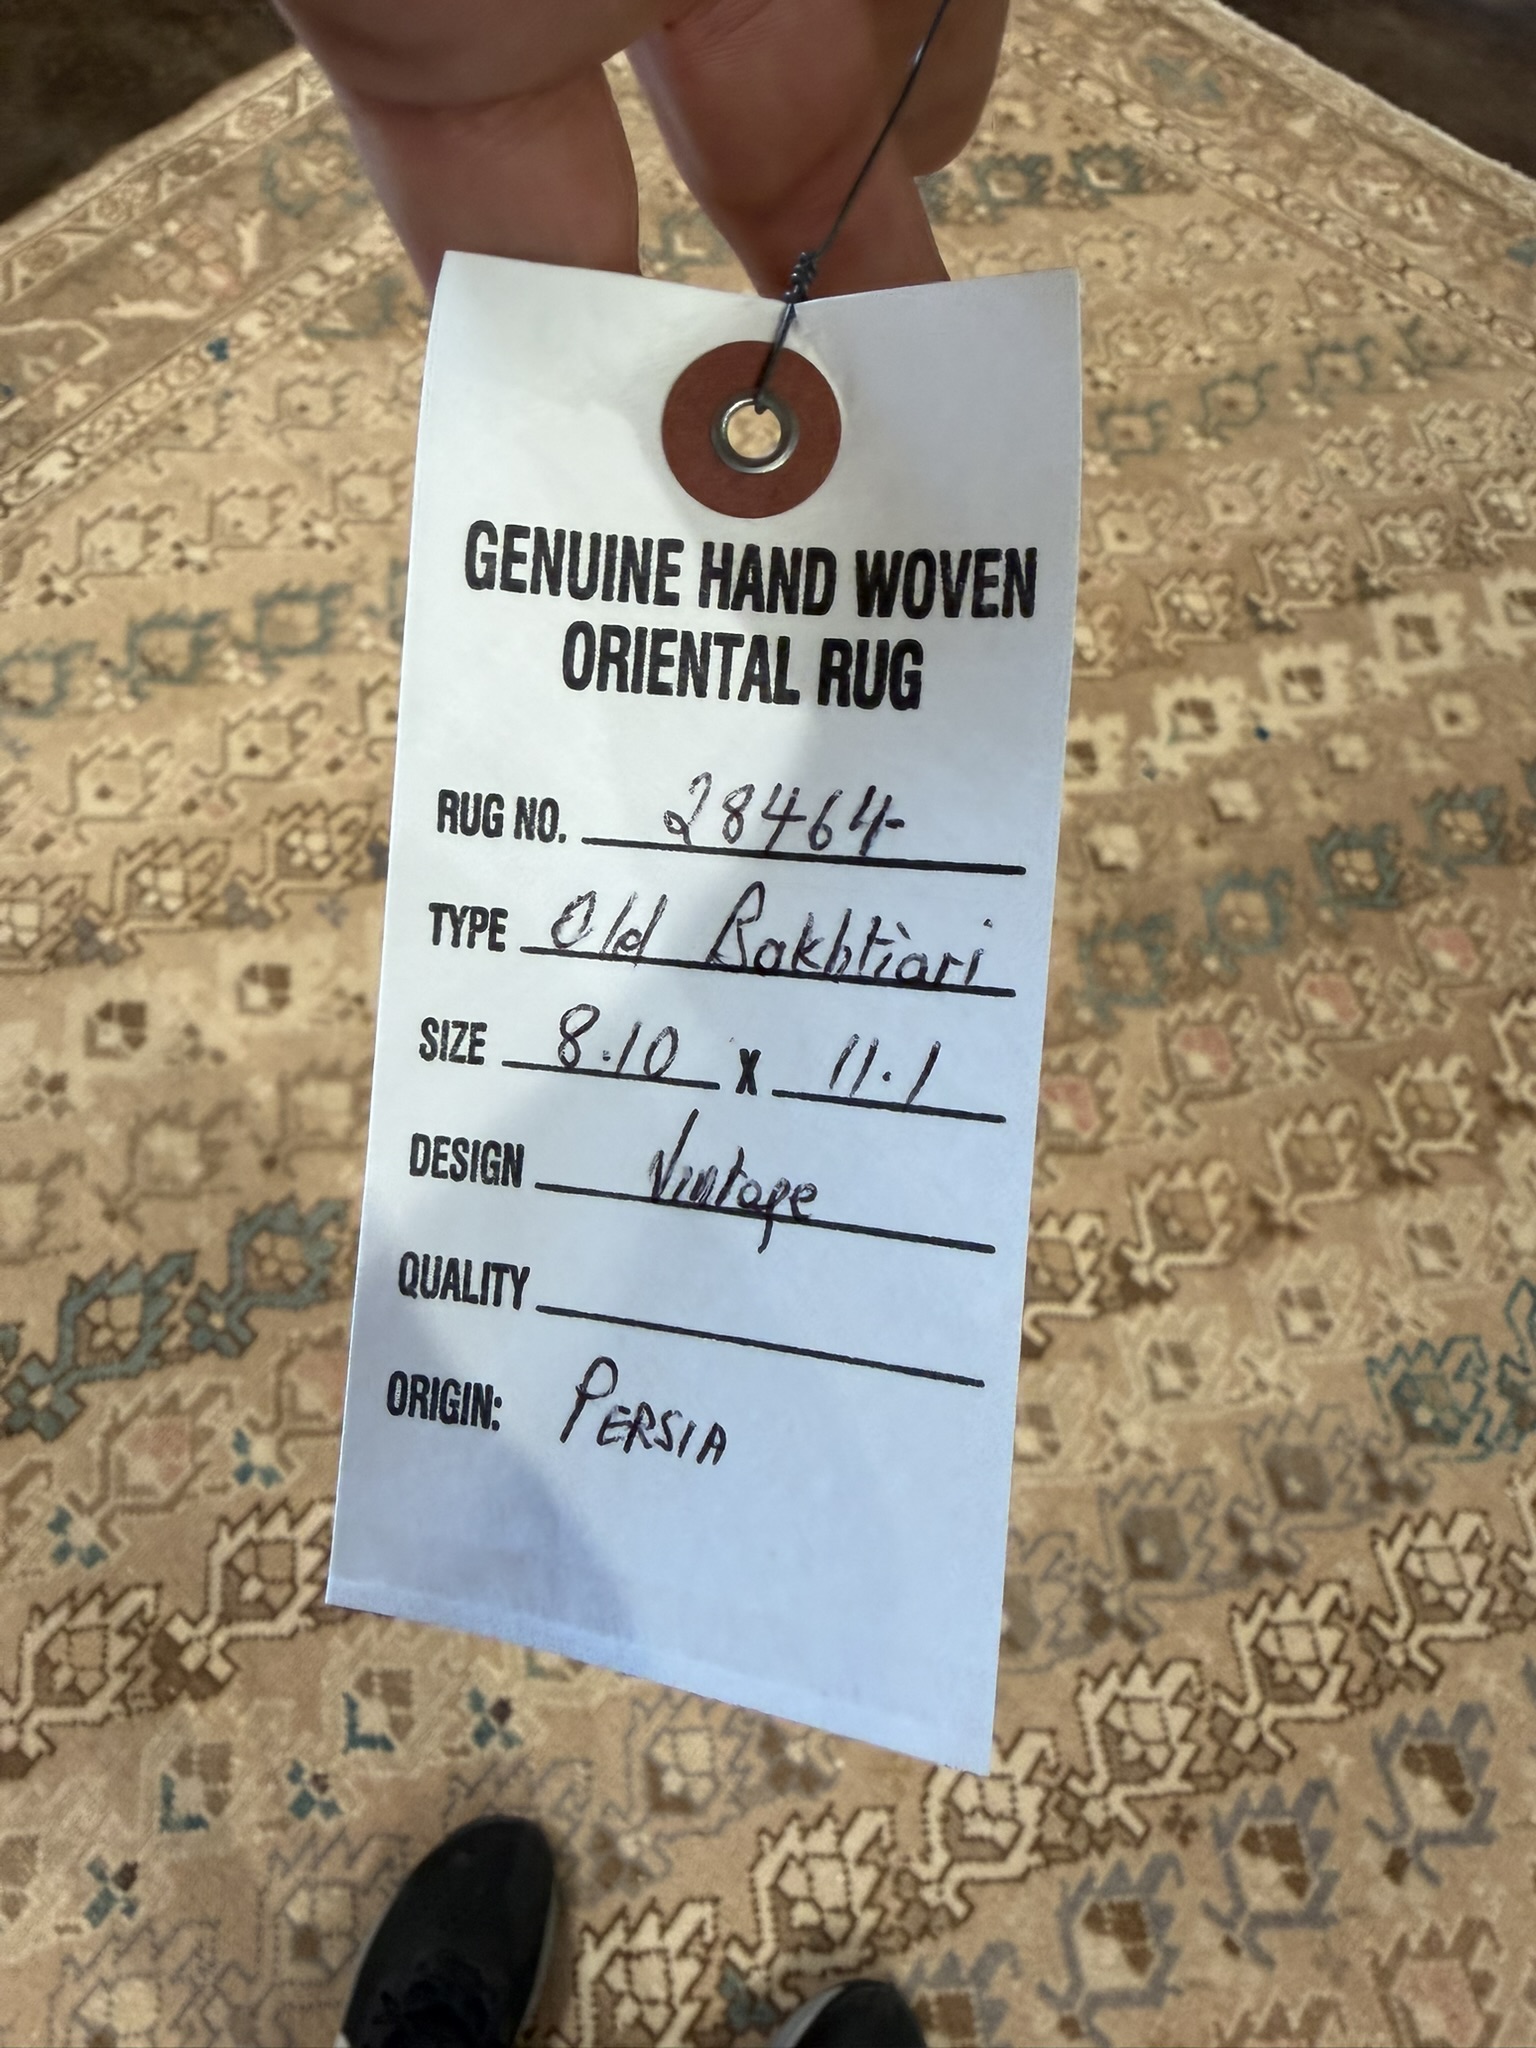 GENUINE HAND WOVEN
ORIENTAL RUG
RUG NO. 28464
TYPE Old Bakhtiari
SIZE 8.10 X 11.1
DESIGN Vintage
QUALITY
ORIGIN: PERSIA